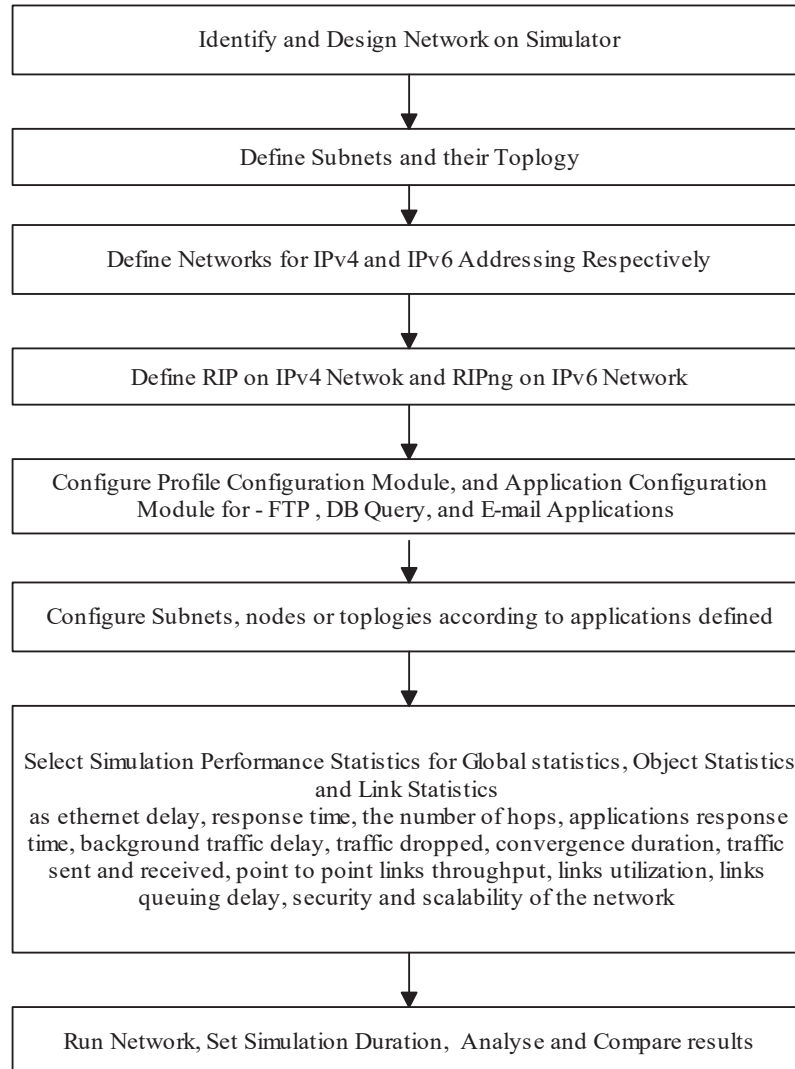 Identify and Design Network on Simulator
Define Subnets and their Toplogy
Define Networks for IPv4 and IPv6 Addressing Respectively
Define RIP on IPv4 Netwok and RIPng on IPv6 Network
Configure Profile Configuration Module, and Application Configuration
Module for - FTP , DB Query, and E-mail Applications
Configure Subnets, nodes or toplogies according to applications defined
Select Simulation Performance Statistics for Global statistics, Object Statistics
and Link Statistics
as ethernet delay, response time, the number of hops, applications response
time, background traffic delay, traffic dropped, convergence duration, traffic
sent and received, point to point links throughput, links utilization, links
queuing delay, security and scalability of the network
Run Network, Set Simulation Duration, Analyse and Compare results